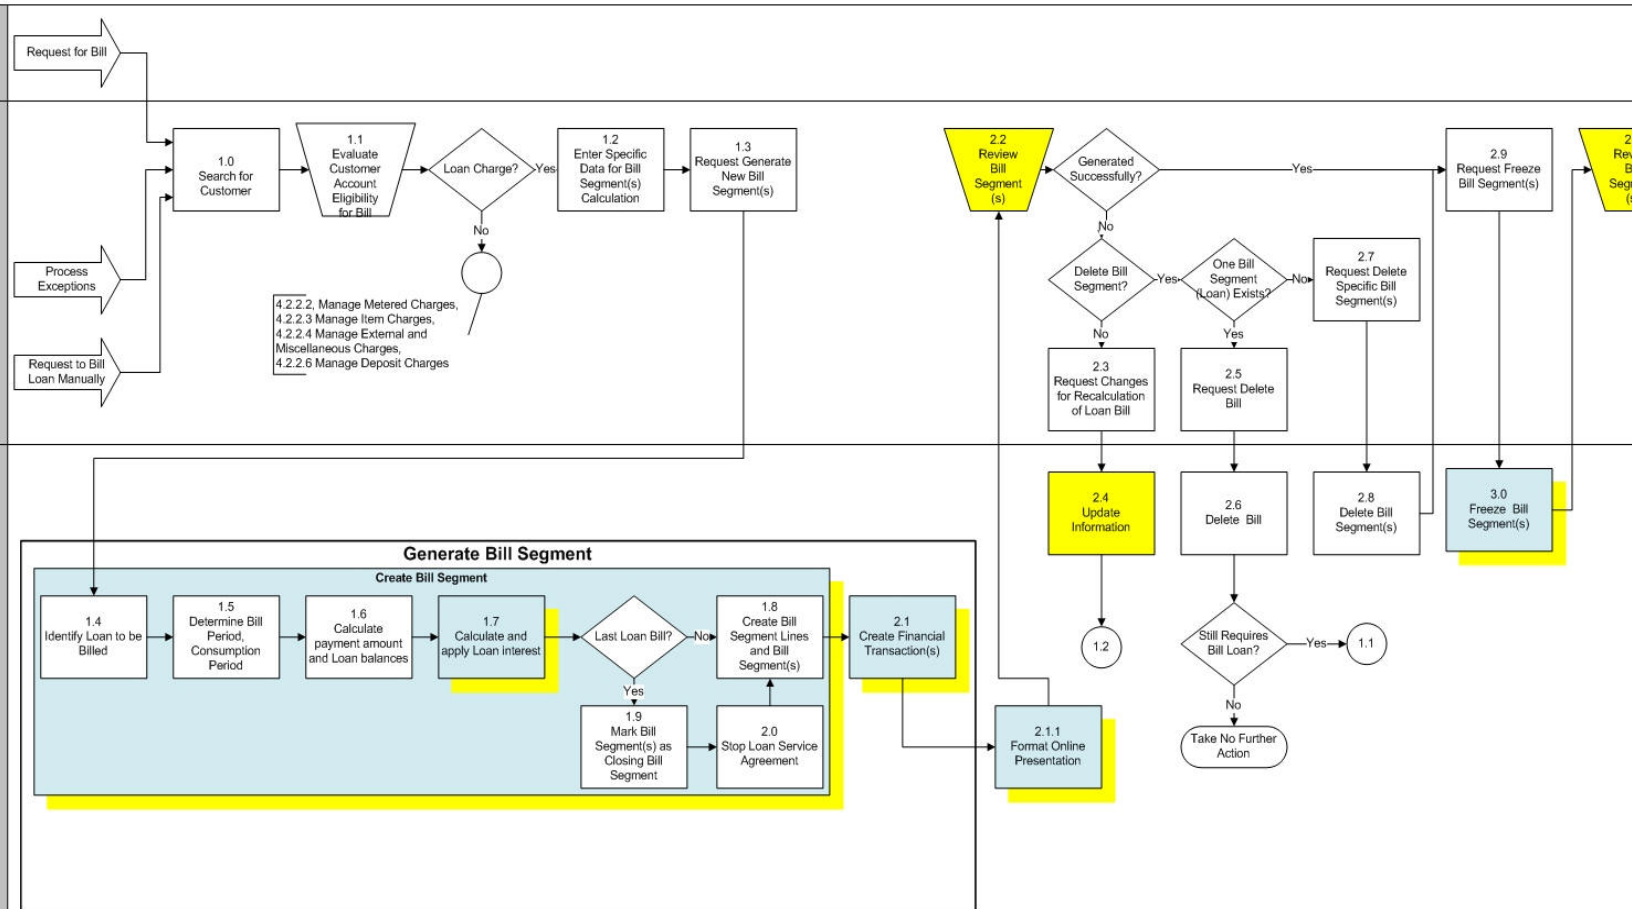 Request for Bill
1.0
Search for
Customer
1.1
Evaluate
Customer
Account
Eligibility
for Bill
Loan Charge?
Yes
No
1.2
Enter Specific
Data for Bill
Segment(s)
Calculation
1.3
Request Generate
New Bill
Segment(s)
Process
Exceptions
Request to Bill
Loan Manually
4.2.2.2, Manage Metered Charges,
4.2.2.3 Manage Item Charges,
4.2.2.4 Manage External and
Miscellaneous Charges,
4.2.2.6 Manage Deposit Charges
2.2
Review
Bill
Segment
(s)
Generated
Successfully?
Yes
No
2.9
Request Freeze
Bill Segment(s)
2.
Rev
B
Segr
(s
Delete Bill
Segment?
Yes
No
One Bill
Segment
(Loan) Exists?
No
Yes
2.7
Request Delete
Specific Bill
Segment(s)
2.3
Request Changes
for Recalculation
of Loan Bill
2.5
Request Delete
Bill
2.4
Update
Information
2.6
Delete Bill
2.8
Delete Bill
Segment(s)
3.0
Freeze Bill
Segment(s)
Generate Bill Segment
Create Bill Segment
1.4
Identify Loan to be
Billed
1.5
Determine Bill
Period,
Consumption
Period
1.6
Calculate
payment amount
and Loan balances
1.7
Calculate and
apply Loan interest
Last Loan Bill?
No
Yes
1.8
Create Bill
Segment Lines
and Bill
Segment(s)
1.9
Mark Bill
Segment(s) as
Closing Bill
Segment
2.0
Stop Loan Service
Agreement
2.1
Create Financial
Transaction(s)
2.1.1
Format Online
Presentation
1.2
Still Requires
Bill Loan?
Yes
1.1
No
Take No Further
Action